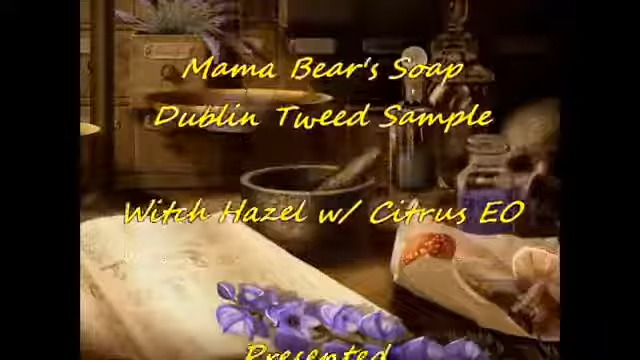 Mama Bear's Soap
Dublin Tweed Sample
Witch Hazel w/ Citrus EO
Presented